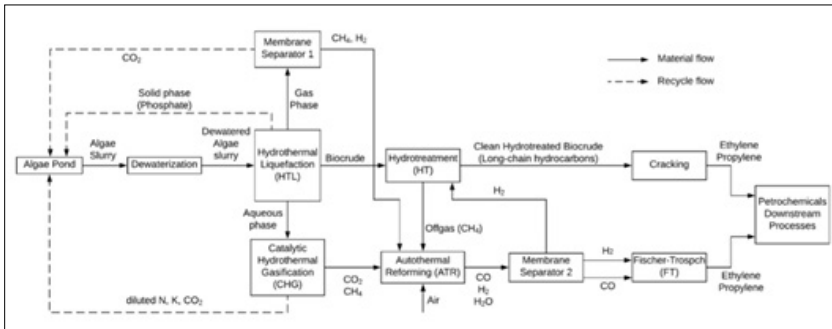 Membrane
Separator 1
CH₄, H₂
CO₂
Material flow
Recycle flow
Solid phase
(Phosphate)
Gas
Phase
Algae
Slurry
Dewatered
Algae
slurry
Algae Pond
Dewaterization
Hydrothermal
Liquefaction
(HTL)
Biocrude
Hydrotreatment
(HT)
Clean Hydrotreated Biocrude
(Long-chain hydrocarbons)
Cracking
Ethylene
Propylene
Petrochemicals
Downstream
Processes
H₂
Aqueous
phase
Offgas (CH₄)
Catalytic
Hydrothermal
Gasification
(CHG)
CO₂
CH₄
Autothermal
Reforming (ATR)
CO
H₂
H₂O
Membrane
Separator 2
H₂
CO
Fischer-Trospch
(FT)
Ethylene
Propylene
Air
diluted N, K, CO₂